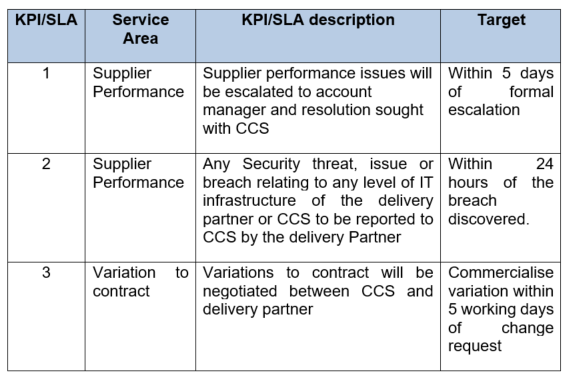 KPI/SLA Service Area KPI/SLA description Target
1 Supplier Performance Supplier performance issues will be escalated to account manager and resolution sought with CCS Within 5 days of formal escalation
2 Supplier Performance Any Security threat, issue or breach relating to any level of IT infrastructure of the delivery partner or CCS to be reported to CCS by the delivery Partner Within 24 hours of the breach discovered.
3 Variation to contract Variations to contract will be negotiated between CCS and delivery partner Commercialise variation within 5 working days of change request